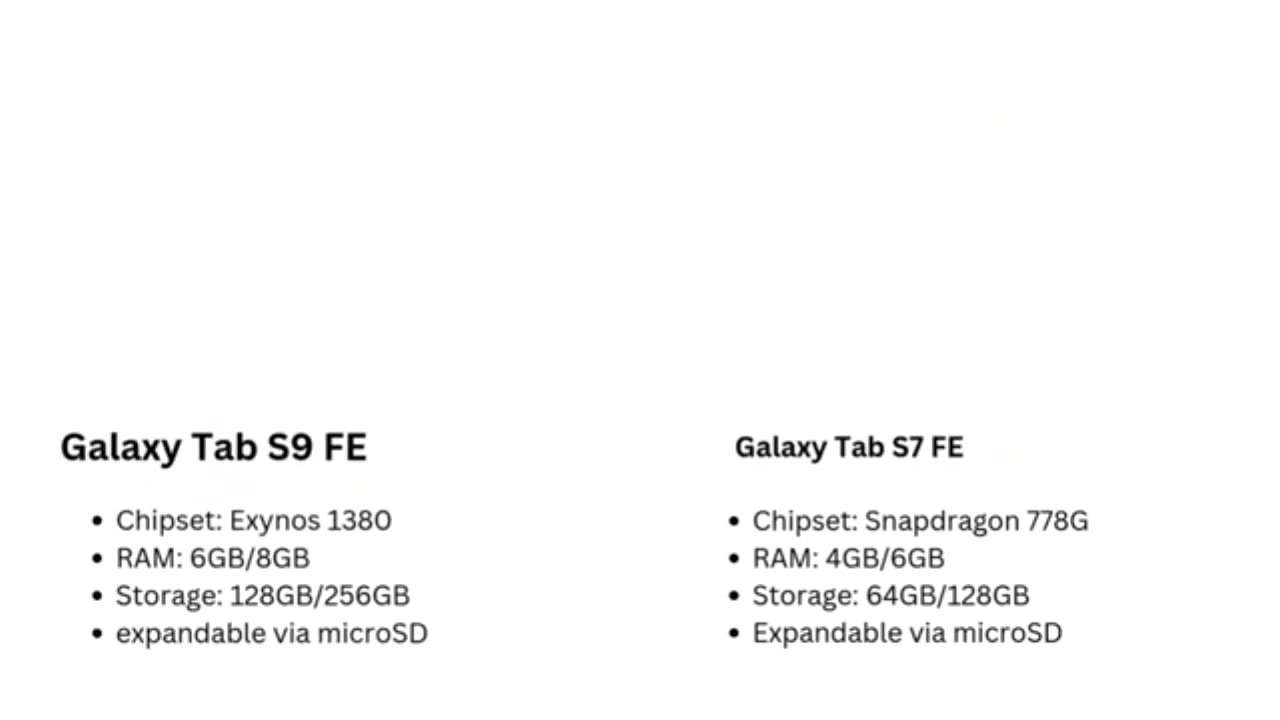 Galaxy Tab S9 FE
• Chipset: Exynos 1380
• RAM: 6GB/8GB
• Storage: 128GB/256GB
• expandable via microSD
Galaxy Tab S7 FE
• Chipset: Snapdragon 778G
• RAM: 4GB/6GB
• Storage: 64GB/128GB
• Expandable via microSD